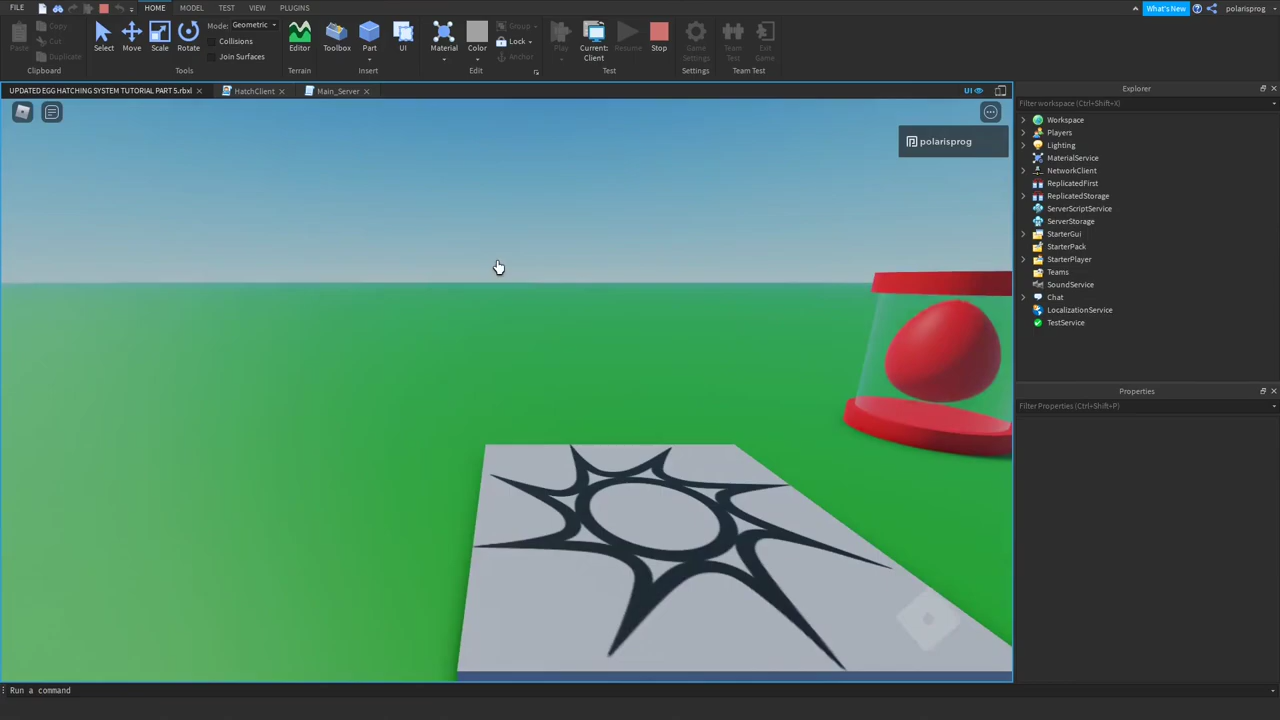 FILE
HOME
MODEL
TEST
VIEW
PLUGINS
What's New
polarisprog
Paste
Copy
Cut
Duplicate
Clipboard
Select
Move
Scale
Rotate
Mode: Geometric
Collisions
Join Surfaces
Tools
Editor
Terrain
Toolbox
Part
UI
Insert
Material
Color
Group
Lock
Anchor
Edit
Play
Current:
Client
Resume
Stop
Test
Game
Settings
Settings
Team
Test
Exit
Game
Team Test
UPDATED EGG HATCHING SYSTEM TUTORIAL PART 5.rbxl
HatchClient
Main_Server
UI
polarisprog
Explorer
Filter workspace (Ctrl+Shift+X)
Workspace
Players
Lighting
MaterialService
NetworkClient
ReplicatedFirst
ReplicatedStorage
ServerScriptService
ServerStorage
StarterGui
StarterPack
StarterPlayer
Teams
SoundService
Chat
LocalizationService
TestService
Properties
Filter Properties (Ctrl+Shift+P)
Run a command